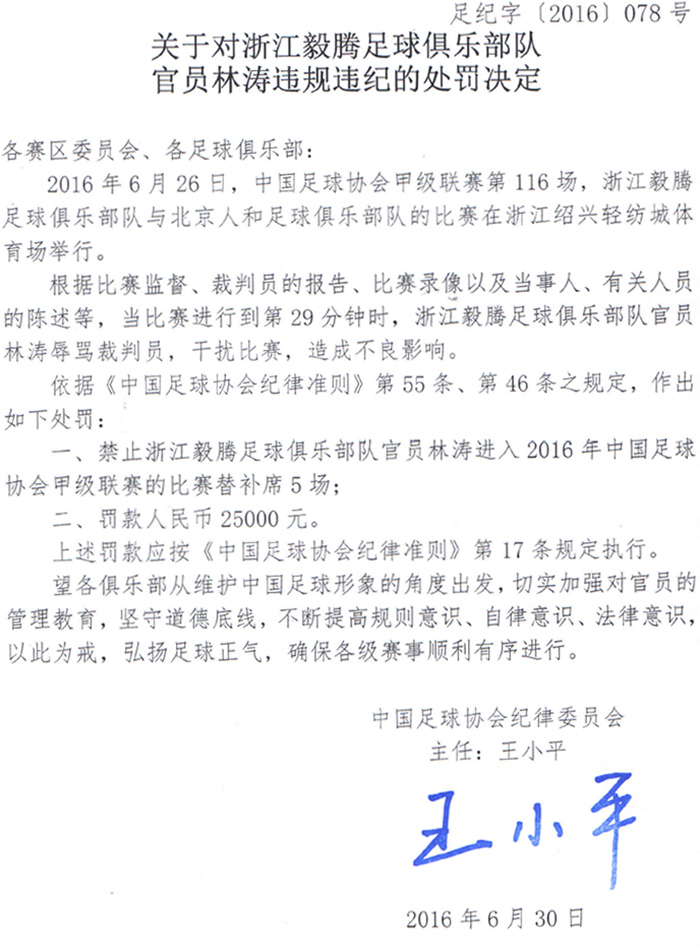 足纪字〔2016〕078 号
关于对浙江毅腾足球俱乐部队
官员林涛违规违纪的处罚决定
各赛区委员会、各足球俱乐部：
2016 年 6 月 26 日，中国足球协会甲级联赛第 116 场，浙江毅腾
足球俱乐部队与北京人和足球俱乐部队的比赛在浙江绍兴轻纺城体
育场举行。
根据比赛监督、裁判员的报告、比赛录像以及当事人、有关人员
的陈述等，当比赛进行到第 29 分钟时，浙江毅腾足球俱乐部队官员
林涛辱骂裁判员，干扰比赛，造成不良影响。
依据《中国足球协会纪律准则》第 55 条、第 46 条之规定，作出
如下处罚：
一、禁止浙江毅腾足球俱乐部队官员林涛进入 2016 年中国足球
协会甲级联赛的比赛替补席 5 场；
二、罚款人民币 25000 元。
上述罚款应按《中国足球协会纪律准则》第 17 条规定执行。
望各俱乐部从维护中国足球形象的角度出发，切实加强对官员的
管理教育，坚守道德底线，不断提高规则意识、自律意识、法律意识，
以此为戒，弘扬足球正气，确保各级赛事顺利有序进行。
中国足球协会纪律委员会
主任：王小平
王小平
2016 年 6 月 30 日